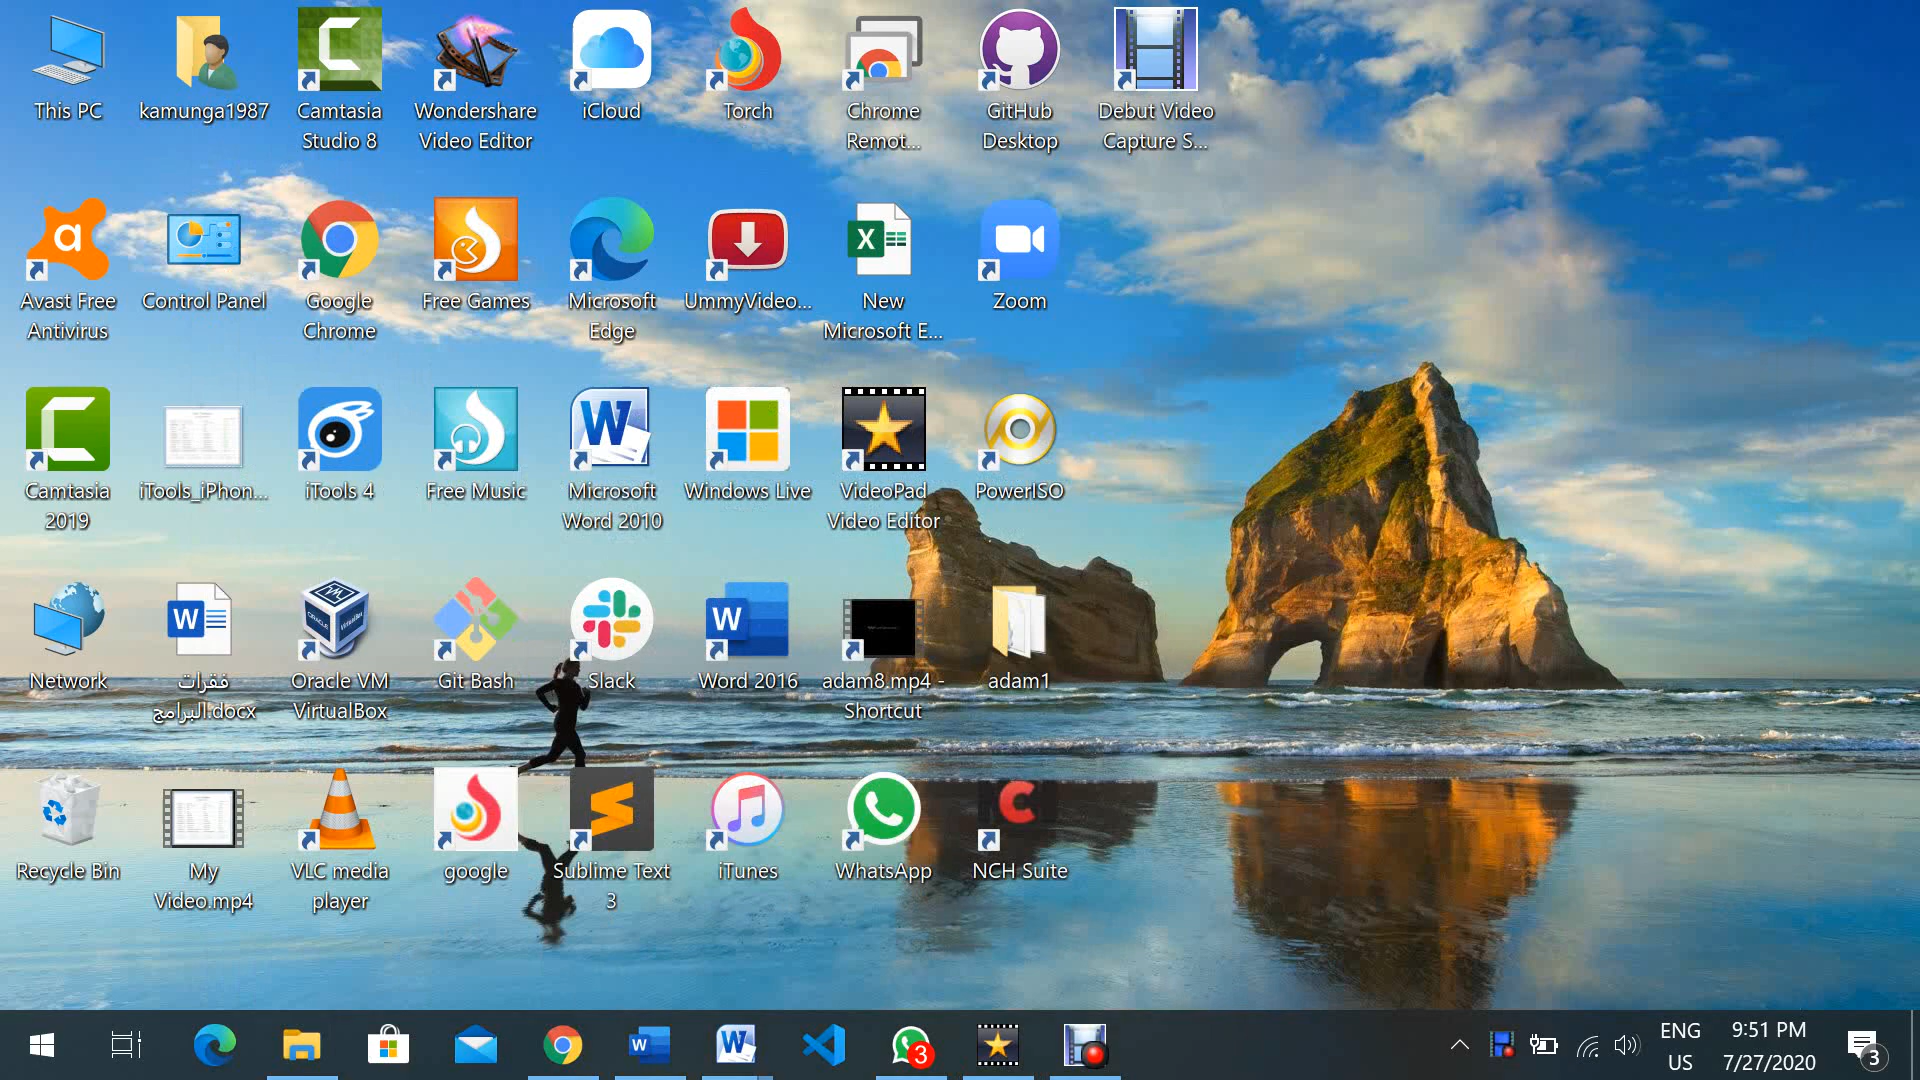 This PC
kamunga1987
Camtasia
Studio 8
Wondershare
Video Editor
iCloud
Torch
Chrome
Remot...
GitHub
Desktop
Debut Video
Capture S...
Avast Free
Antivirus
Control Panel
Google
Chrome
Free Games
Microsoft
Edge
UmmyVideo...
New
Microsoft E...
Zoom
Camtasia
2019
iTools_iPhon...
iTools 4
Free Music
Microsoft
Word 2010
Windows Live
VideoPad
Video Editor
PowerISO
Network
فقرات
البرامج.docx
Oracle VM
VirtualBox
Git Bash
Slack
Word 2016
adam8.mp4 -
Shortcut
adam1
Recycle Bin
My
Video.mp4
VLC media
player
google
Sublime Text
3
iTunes
WhatsApp
NCH Suite
3
ENG
US
9:51 PM
7/27/2020
3